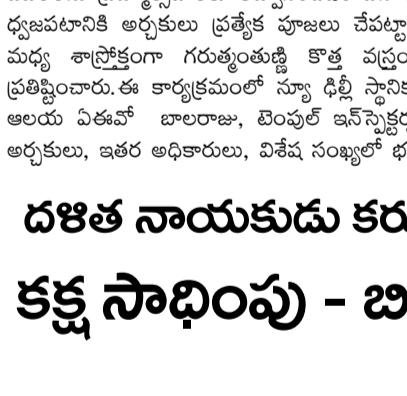 ధ్వజపటానికి అర్చకులు ప్రత్యేక పూజలు చేపట్టా
మధ్య శాస్త్రోక్తంగా గరుత్మంతుణ్ణి కొత్త వస్త్రం
ప్రతిష్టించారు. ఈ కార్యక్రమంలో న్యూ ఢిల్లీ స్థానిక
ఆలయ ఏఈవో బాలరాజు, టెంపుల్ ఇన్‌స్పెక్టర్
అర్చకులు, ఇతర అధికారులు, విశేష సంఖ్యలో భ
దళిత నాయకుడు కరు
కక్ష సాధింపు - బి